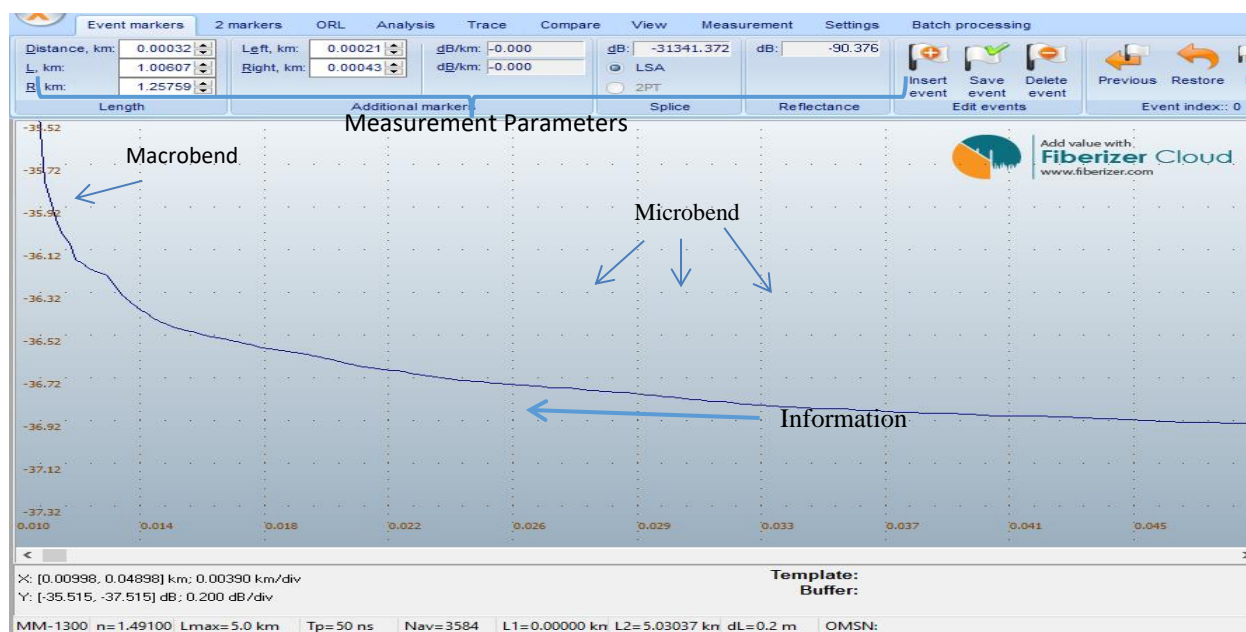 Event markers 2 markers ORL Analysis Trace Compare View Measurement Settings Batch processing
Distance, km: 0.00032 Left, km: 0.00021 dB/km: -0.000 dB: -31341.372 dB: -90.376
L, km: 1.00607 Right, km: 0.00043 dB/km: -0.000 LSA
R, km: 1.25759 2PT
Insert event Save event Delete event Previous Restore
Length Additional markers Splice Reflectance Edit events Event index:: 0
Measurement Parameters
-35.52
Add value with
Fiberizer Cloud
www.fiberizer.com
Macrobend
-35.72
-35.92
Microbend
-36.12
-36.32
-36.52
-36.72
Information
-36.92
-37.12
-37.32
0.010 0.014 0.018 0.022 0.026 0.029 0.033 0.037 0.041 0.045
X: [0.00998, 0.04898] km; 0.00390 km/div
Template:
Y: [-35.515, -37.515] dB; 0.200 dB/div
Buffer:
MM-1300 n=1.49100 Lmax=5.0 km Tp=50 ns Nav=3584 L1=0.00000 kn L2=5.03037 kn dL=0.2 m OMSN: